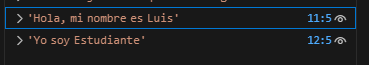 'Hola, mi nombre es Luis' 11:5
'Yo soy Estudiante' 12:5